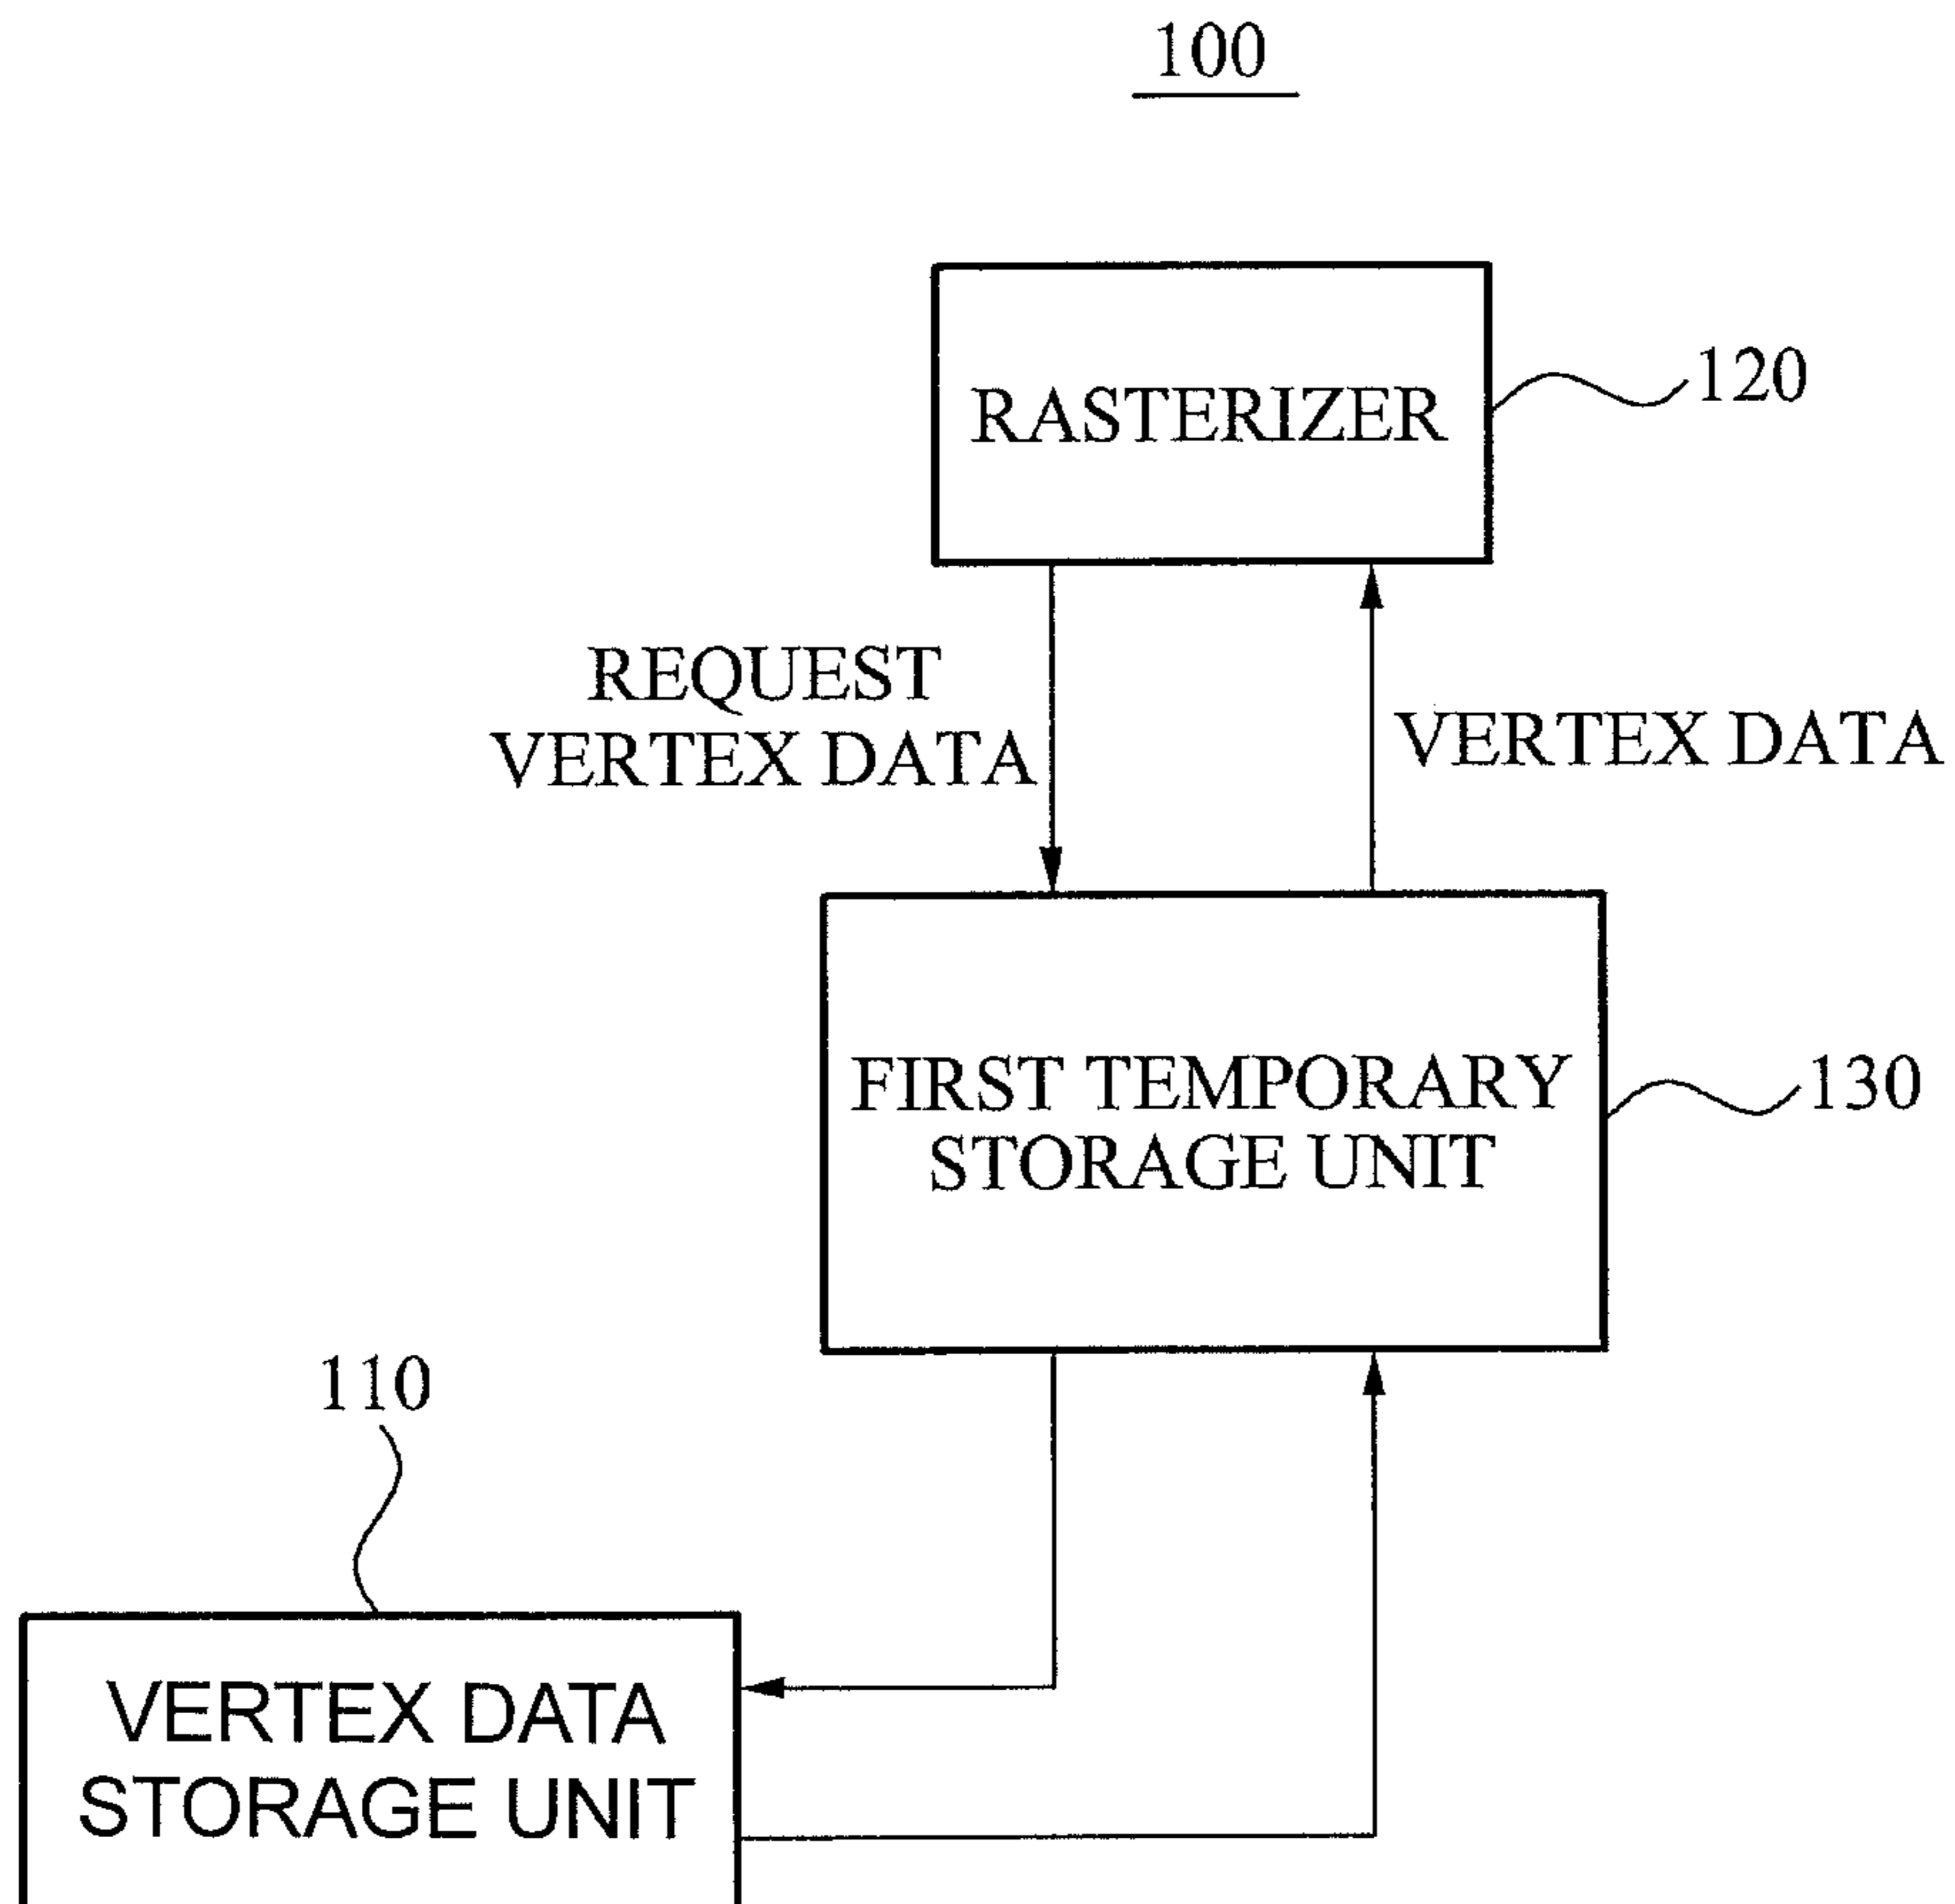 100
RASTERIZER
120
REQUEST
VERTEX DATA
VERTEX DATA
FIRST TEMPORARY
STORAGE UNIT
130
110
VERTEX DATA
STORAGE UNIT